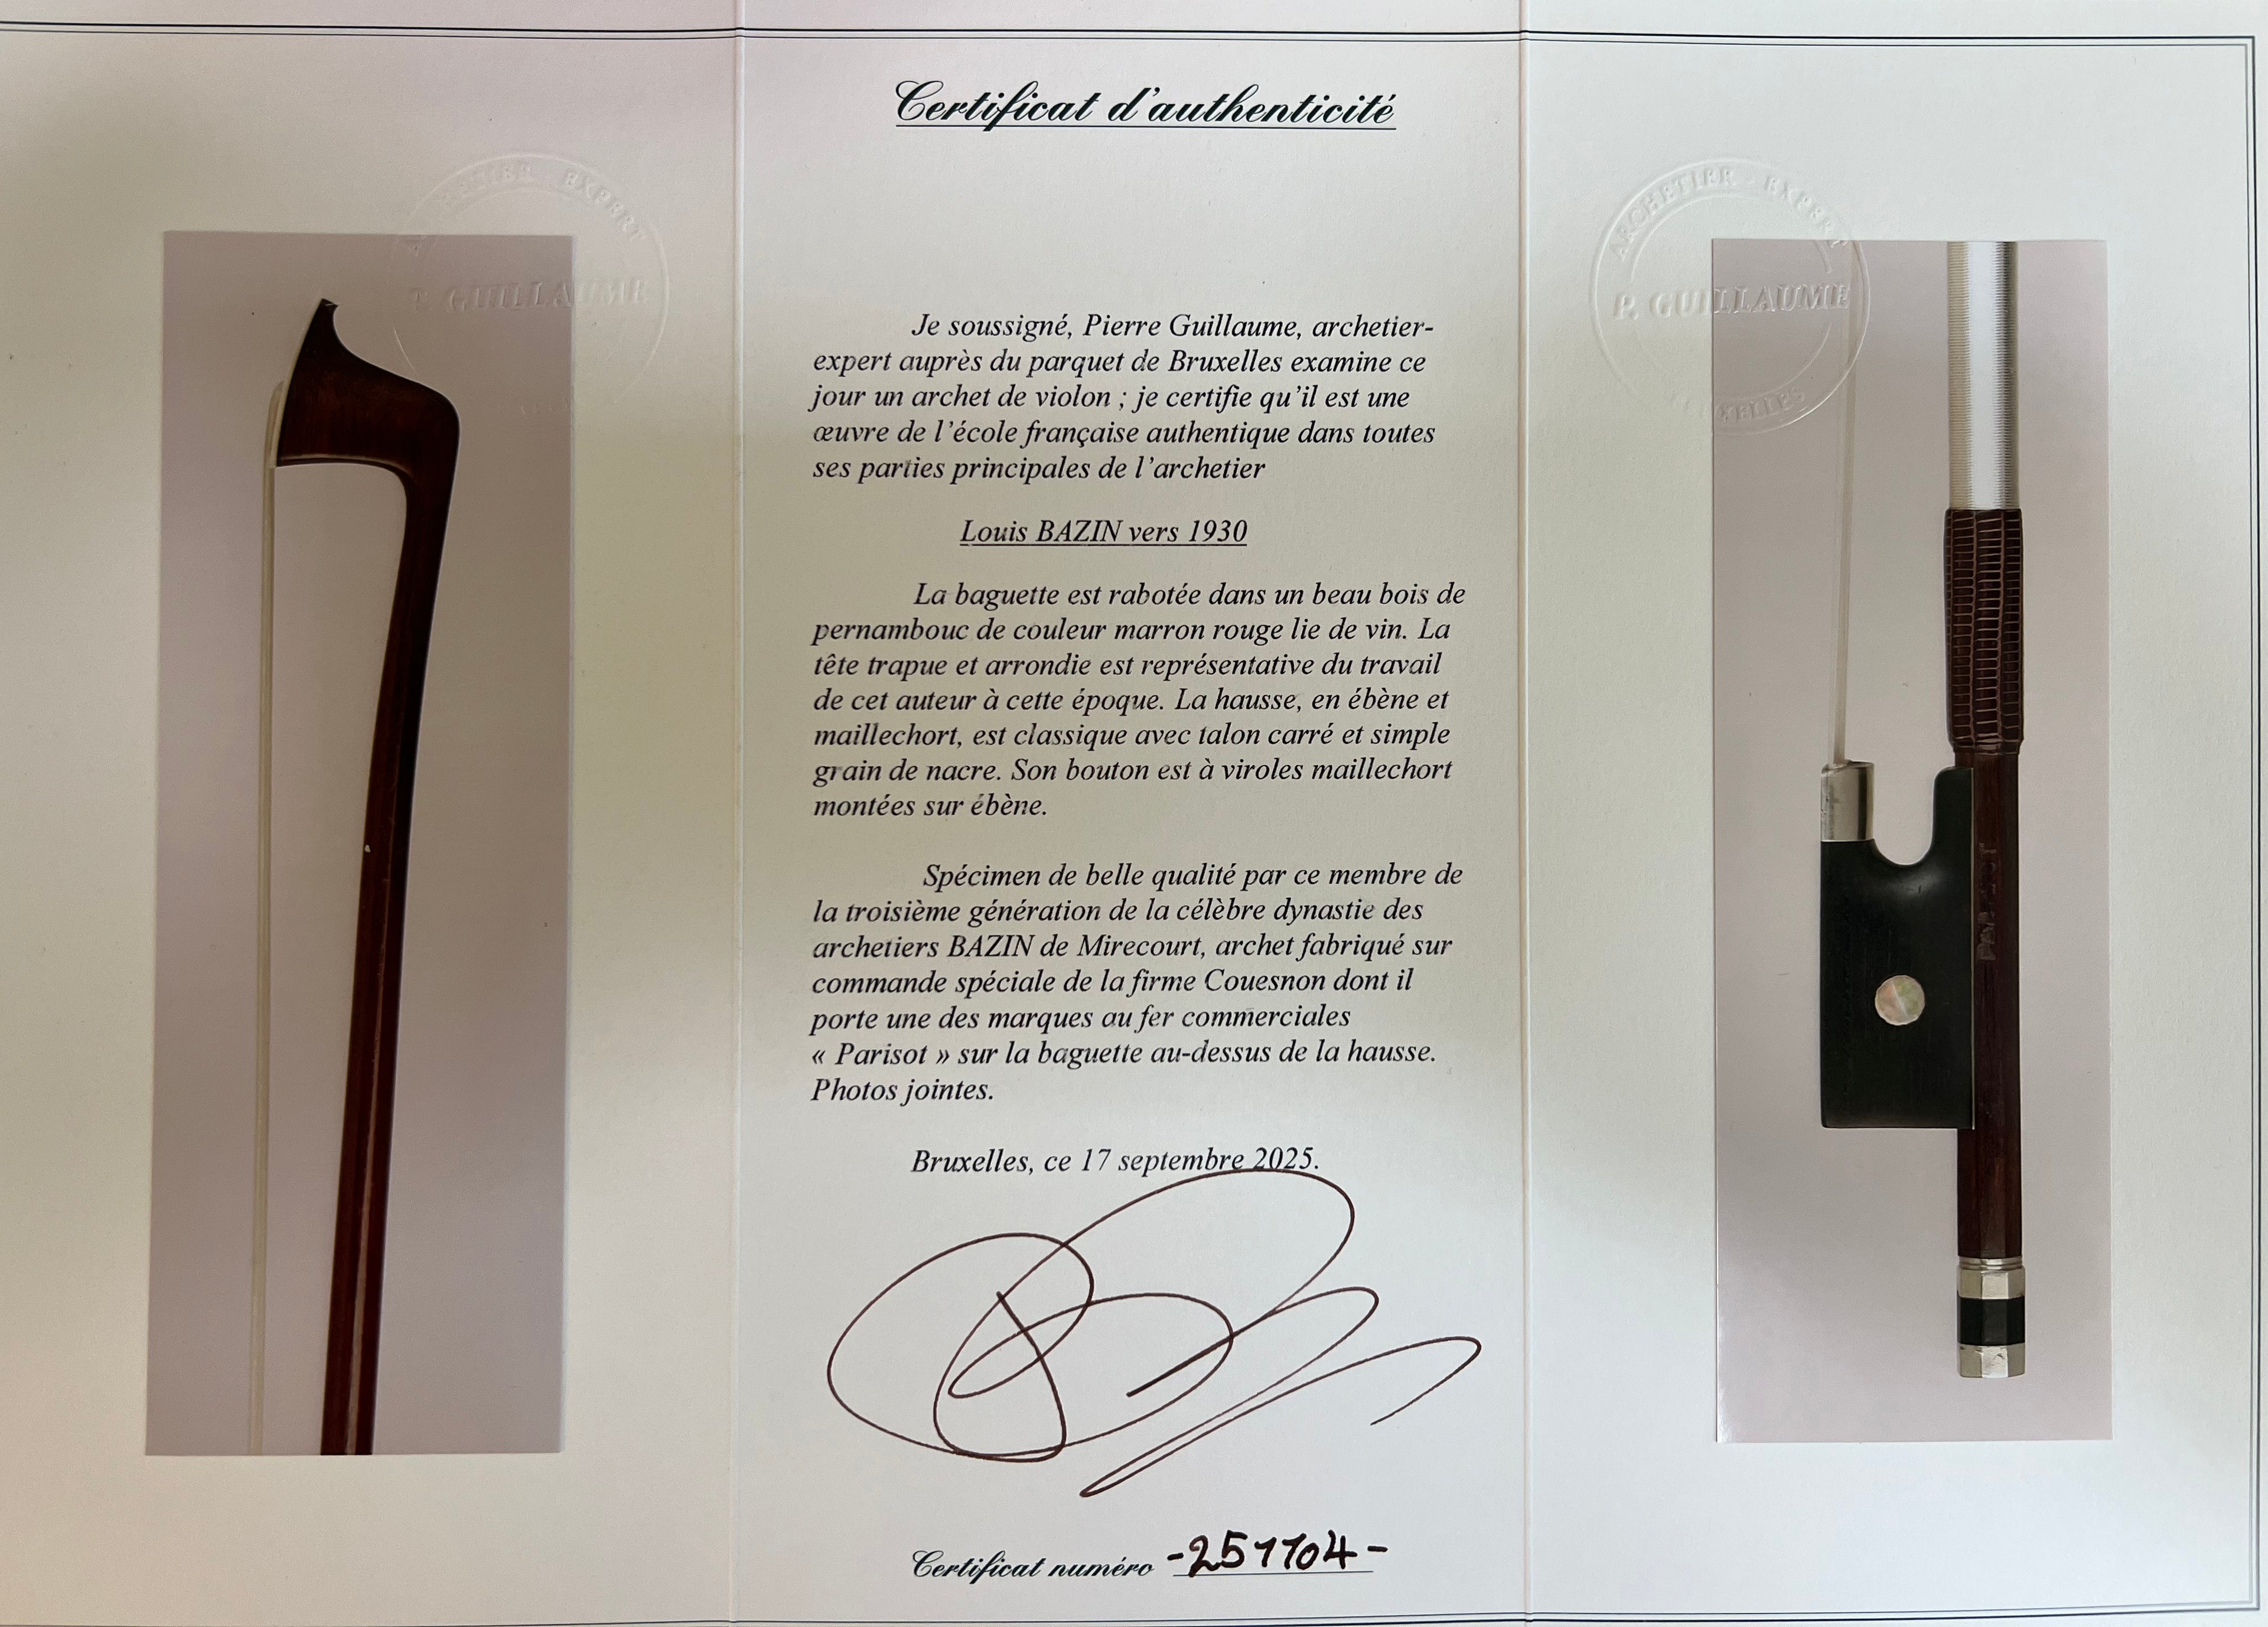 Certificat d'authenticité
ARCHETIER - EXPERT
P. GUILLAUME
Je soussigné, Pierre Guillaume, archetier-
expert auprès du parquet de Bruxelles examine ce
jour un archet de violon ; je certifie qu'il est une
œuvre de l'école française authentique dans toutes
ses parties principales de l'archetier
Louis BAZIN vers 1930
La baguette est rabotée dans un beau bois de
pernambouc de couleur marron rouge lie de vin. La
tête trapue et arrondie est représentative du travail
de cet auteur à cette époque. La hausse, en ébène et
maillechort, est classique avec talon carré et simple
grain de nacre. Son bouton est à viroles maillechort
montées sur ébène.
Spécimen de belle qualité par ce membre de
la troisième génération de la célèbre dynastie des
archetiers BAZIN de Mirecourt, archet fabriqué sur
commande spéciale de la firme Couesnon dont il
porte une des marques au fer commerciales
« Parisot » sur la baguette au-dessus de la hausse.
Photos jointes.
Bruxelles, ce 17 septembre 2025.
Certificat numéro -251104-
ARCHETIER - EXPERT
P. GUILLAUME
BRUXELLES
PARISOT